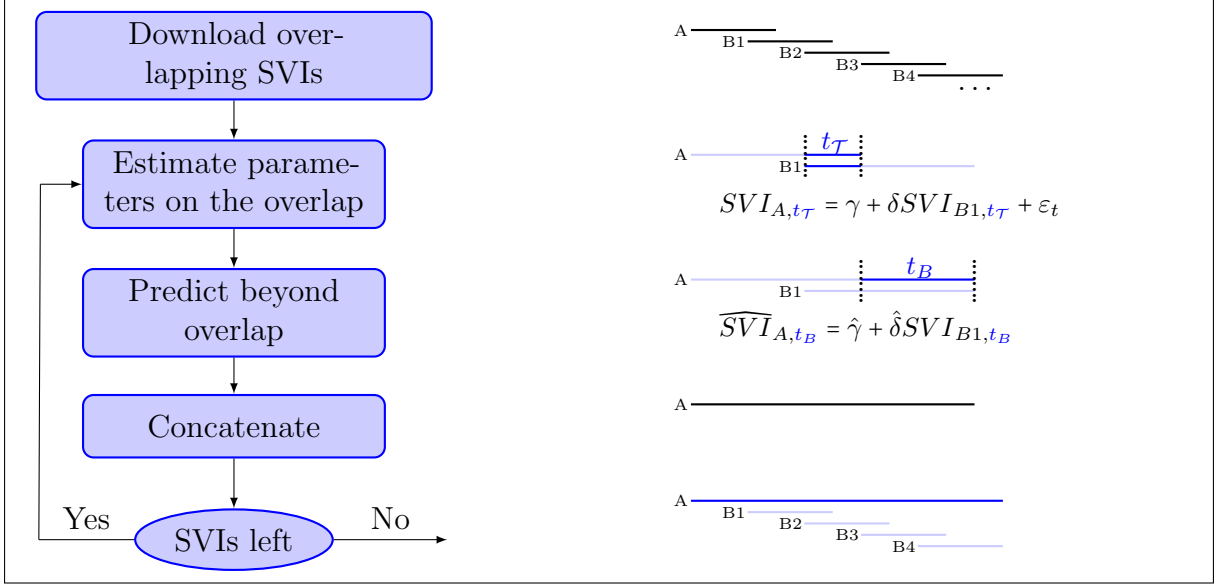 Download over-
lapping SVIs
A
B1
B2
B3
B4
...
Estimate parame-
ters on the overlap
t_𝒯
A
B1
SVI_{A,t_𝒯} = γ + δSVI_{B1,t_𝒯} + ε_t
Predict beyond
overlap
t_B
A
B1
\widehat{SVI}_{A,t_B} = \hat{γ} + \hat{δ}SVI_{B1,t_B}
Concatenate
A
Yes
SVIs left
No
A
B1
B2
B3
B4